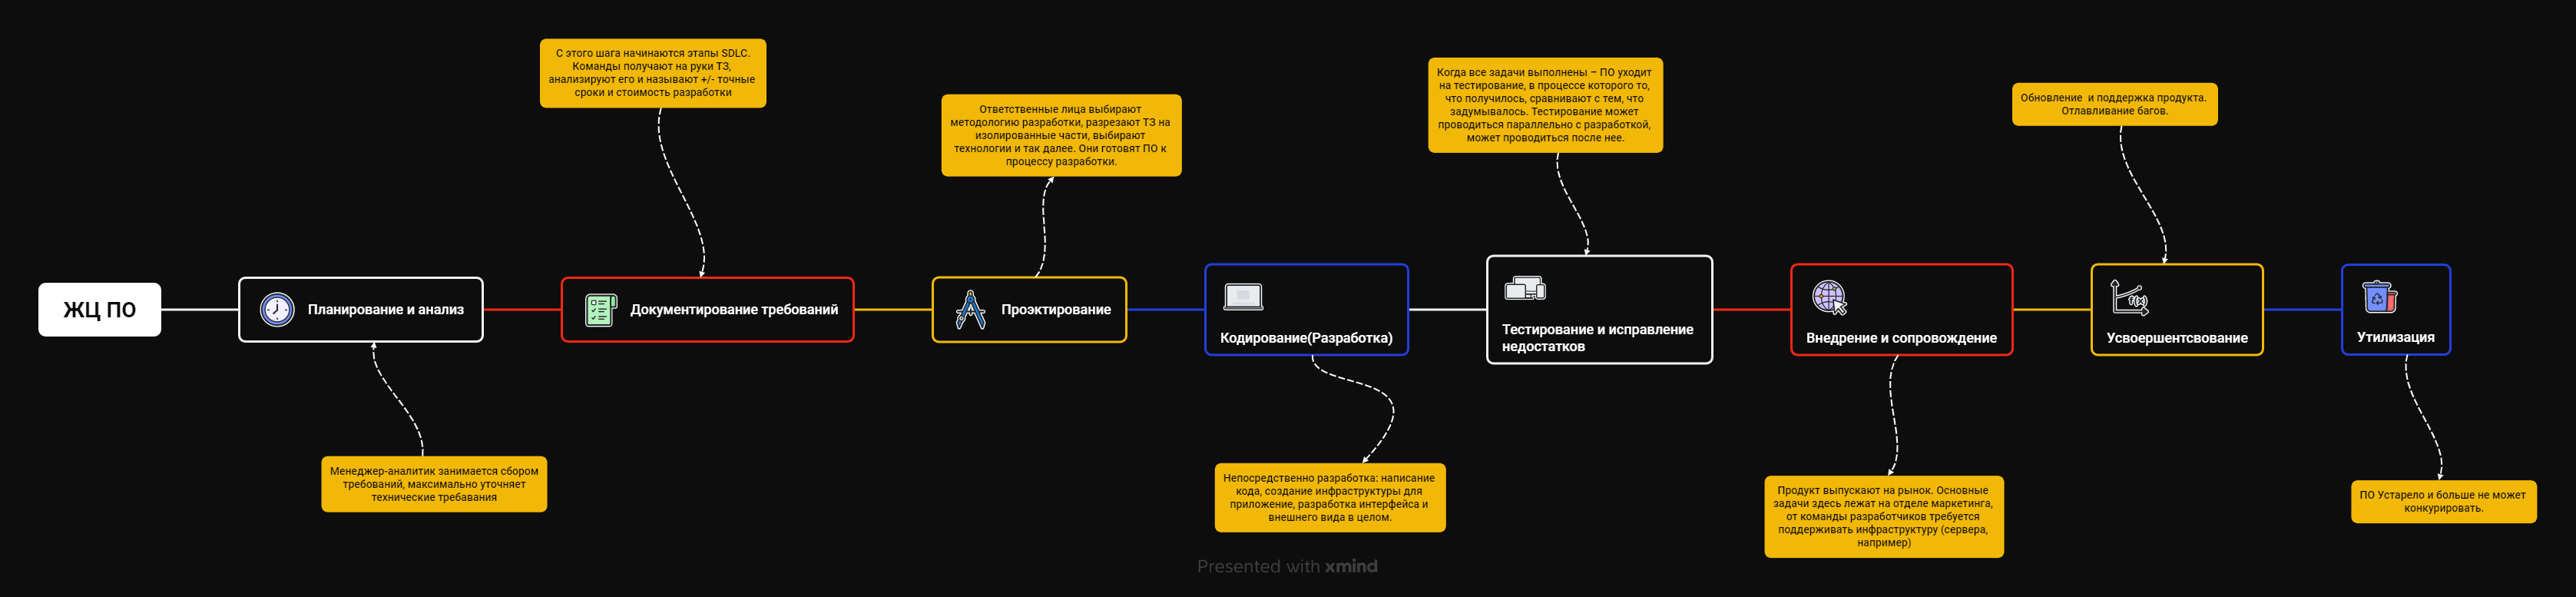 ЖЦ ПО
Планирование и анализ
Менеджер-аналитик занимается сбором
требований, максимально уточняет
технические требавания
С этого шага начинаются этапы SDLC.
Команды получают на руки ТЗ,
анализируют его и называют +/- точные
сроки и стоимость разработки
Документирование требований
Ответственные лица выбирают
методологию разработки, разрезают ТЗ на
изолированные части, выбирают
технологии и так далее. Они готовят ПО к
процессу разработки.
Проэктирование
Кодирование(Разработка)
Непосредственно разработка: написание
кода, создание инфраструктуры для
приложение, разработка интерфейса и
внешнего вида в целом.
Когда все задачи выполнены – ПО уходит
на тестирование, в процессе которого то,
что получилось, сравнивают с тем, что
задумывалось. Тестирование может
проводиться параллельно с разработкой,
может проводиться после нее.
Тестирование и исправление
недостатков
Внедрение и сопровождение
Продукт выпускают на рынок. Основные
задачи здесь лежат на отделе маркетинга,
от команды разработчиков требуется
поддерживать инфраструктуру (сервера,
например)
Обновление и поддержка продукта.
Отлавливание багов.
f(x)
Усвоершентсвование
Утилизация
ПО Устарело и больше не может
конкурировать.
Presented with xmind